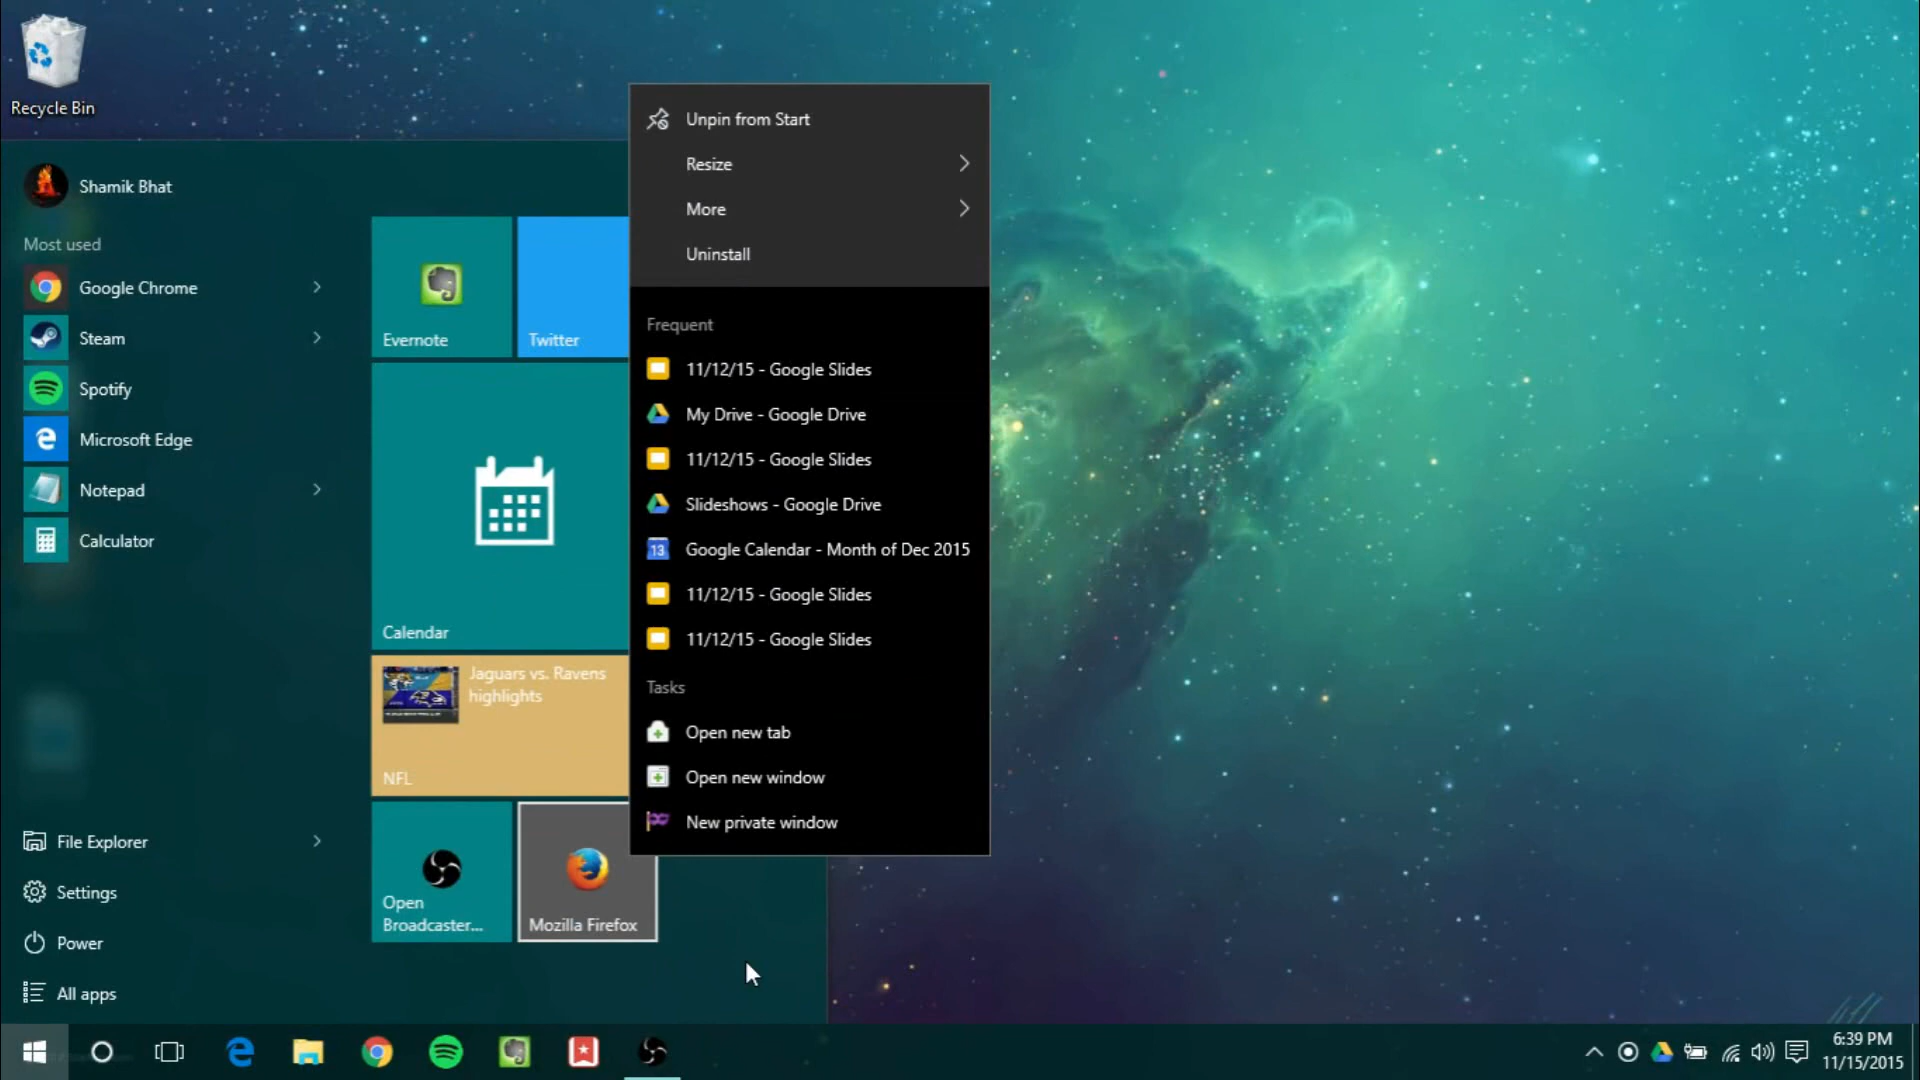 Recycle Bin
Shamik Bhat
Most used
Google Chrome
Steam
Spotify
Microsoft Edge
Notepad
Calculator
File Explorer
Settings
Power
All apps
Evernote
Twitter
Calendar
Jaguars vs. Ravens
highlights
NFL
Open
Broadcaster...
Mozilla Firefox
Unpin from Start
Resize
More
Uninstall
Frequent
11/12/15 - Google Slides
My Drive - Google Drive
11/12/15 - Google Slides
Slideshows - Google Drive
13
Google Calendar - Month of Dec 2015
11/12/15 - Google Slides
11/12/15 - Google Slides
Tasks
Open new tab
Open new window
New private window
6:39 PM
11/15/2015